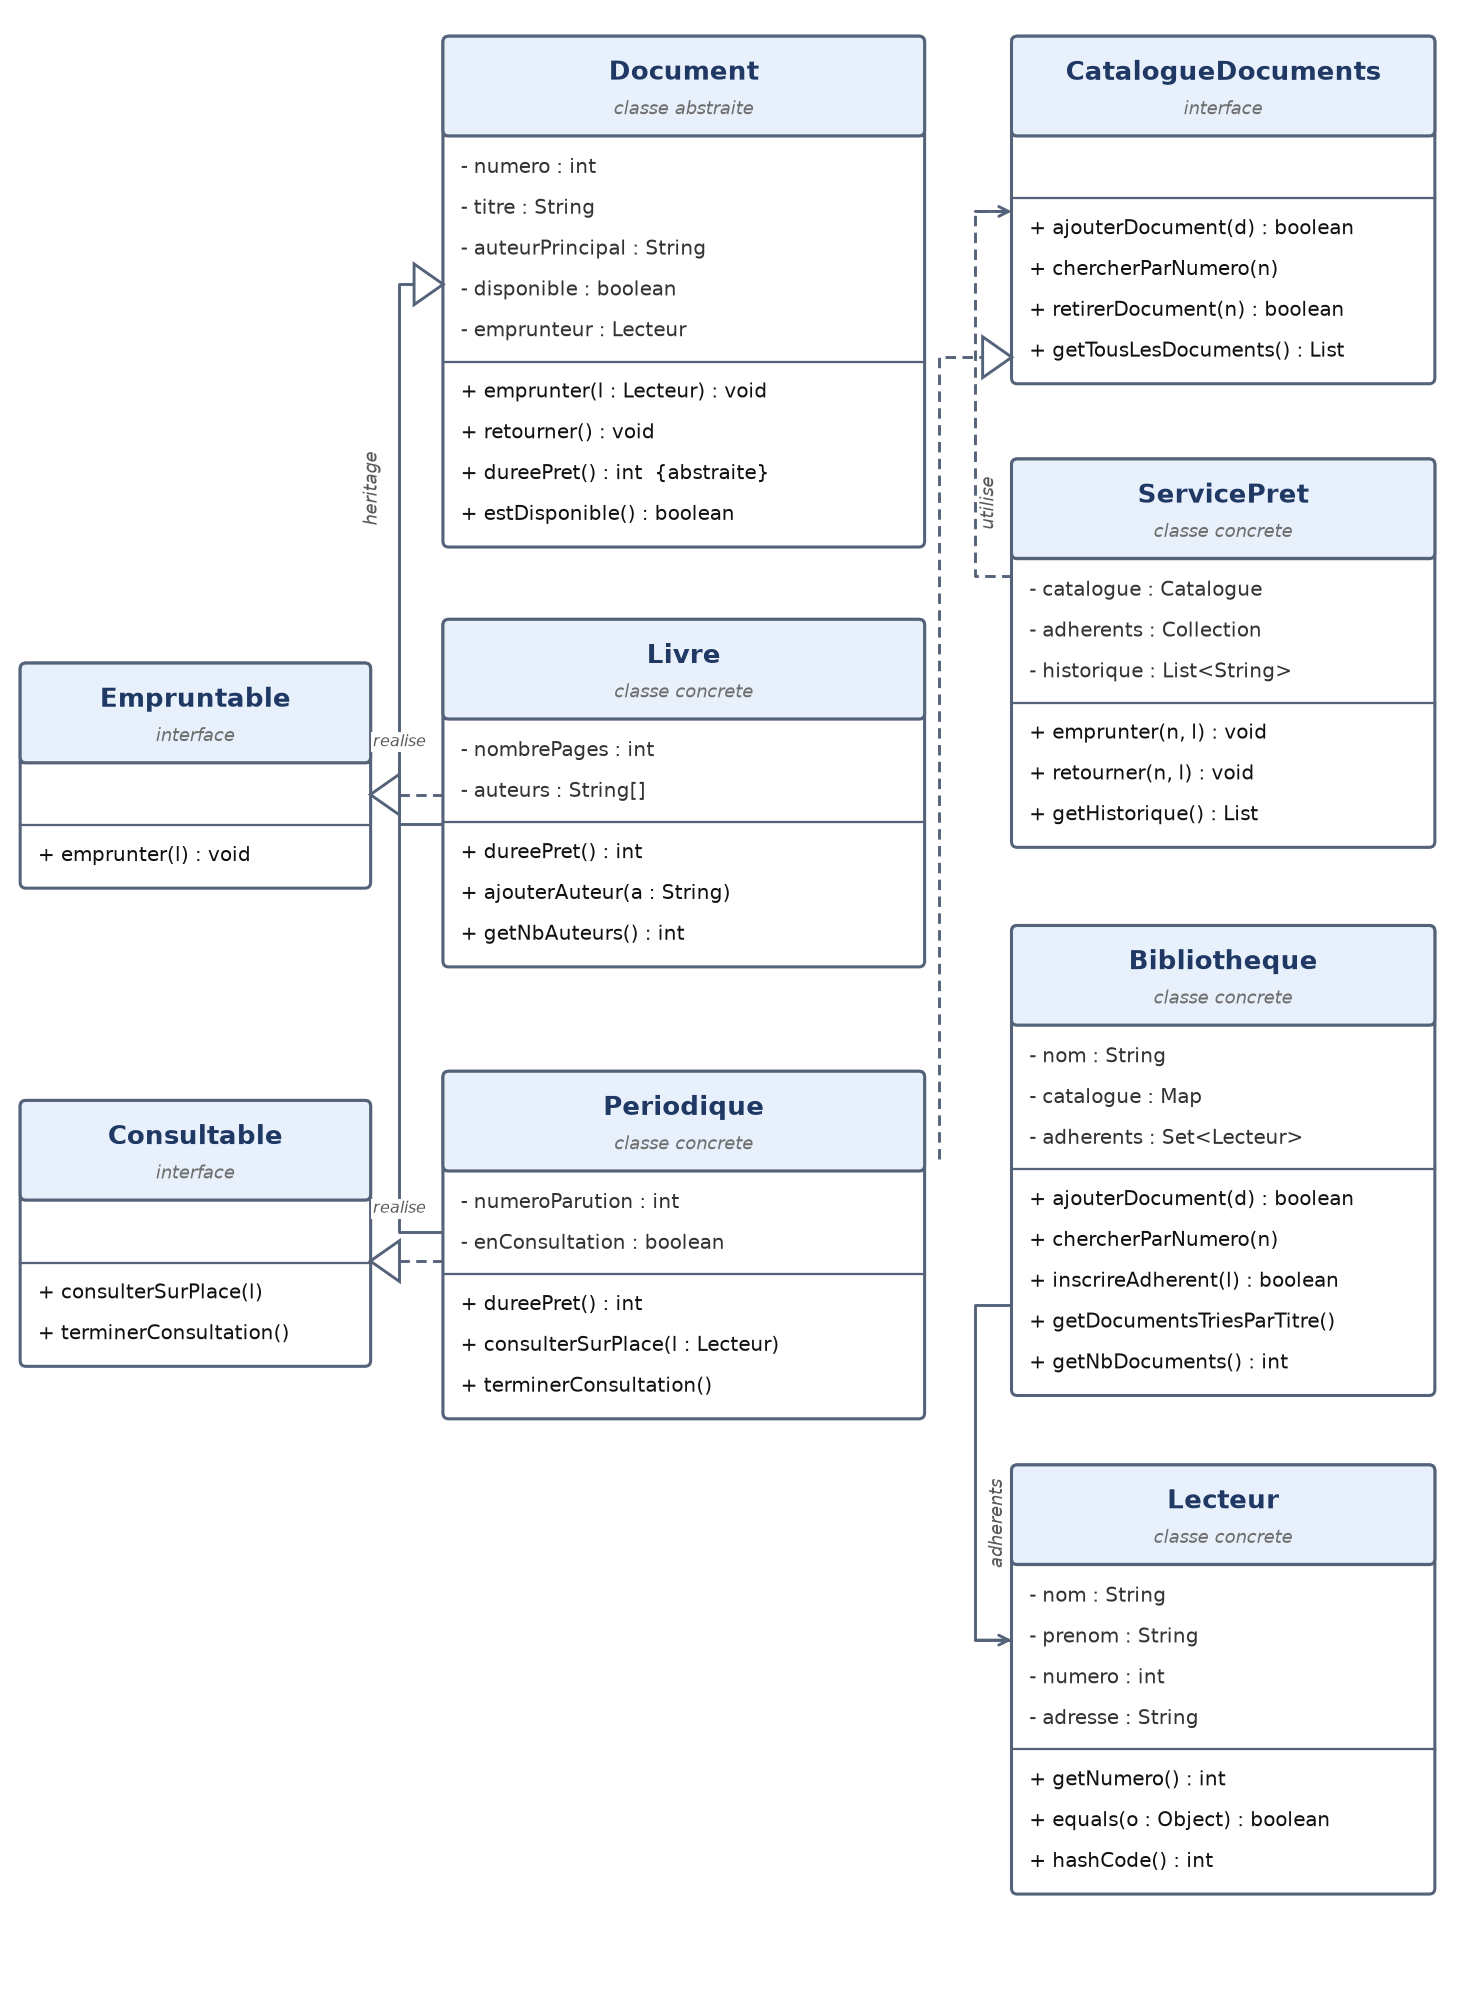 Document
classe abstraite
- numero : int
- titre : String
- auteurPrincipal : String
- disponible : boolean
- emprunteur : Lecteur
+ emprunter(l : Lecteur) : void
+ retourner() : void
+ dureePret() : int  {abstraite}
+ estDisponible() : boolean
CatalogueDocuments
interface
+ ajouterDocument(d) : boolean
+ chercherParNumero(n)
+ retirerDocument(n) : boolean
+ getTousLesDocuments() : List
heritage
utilise
ServicePret
classe concrete
- catalogue : Catalogue
- adherents : Collection
- historique : List<String>
+ emprunter(n, l) : void
+ retourner(n, l) : void
+ getHistorique() : List
Empruntable
interface
+ emprunter(l) : void
realise
Livre
classe concrete
- nombrePages : int
- auteurs : String[]
+ dureePret() : int
+ ajouterAuteur(a : String)
+ getNbAuteurs() : int
Bibliotheque
classe concrete
- nom : String
- catalogue : Map
- adherents : Set<Lecteur>
+ ajouterDocument(d) : boolean
+ chercherParNumero(n)
+ inscrireAdherent(l) : boolean
+ getDocumentsTriesParTitre()
+ getNbDocuments() : int
Consultable
interface
+ consulterSurPlace(l)
+ terminerConsultation()
realise
Periodique
classe concrete
- numeroParution : int
- enConsultation : boolean
+ dureePret() : int
+ consulterSurPlace(l : Lecteur)
+ terminerConsultation()
adherents
Lecteur
classe concrete
- nom : String
- prenom : String
- numero : int
- adresse : String
+ getNumero() : int
+ equals(o : Object) : boolean
+ hashCode() : int